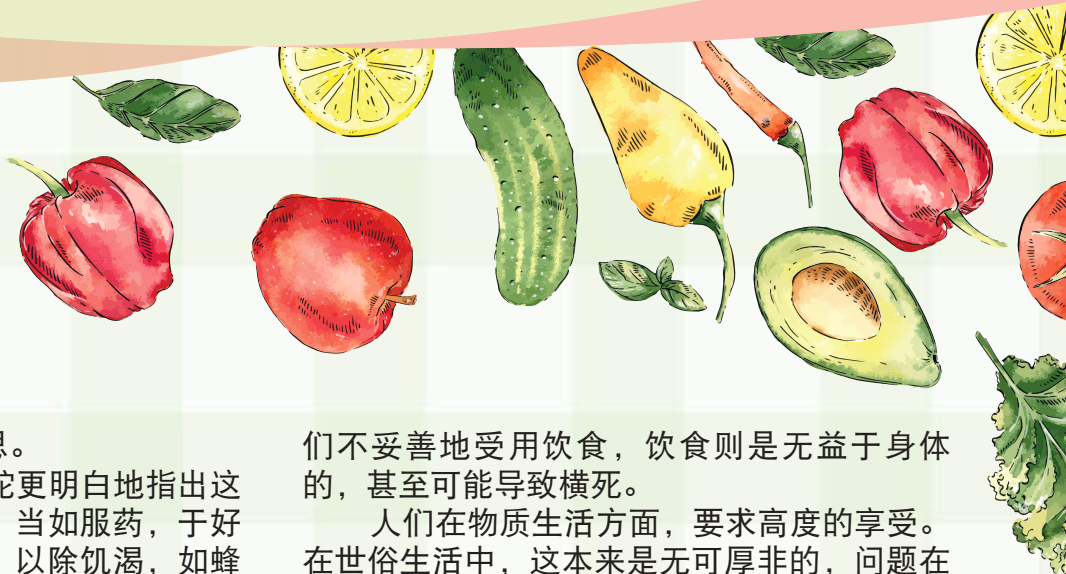 思。
陀更明白地指出这
当如服药，于好
以除饥渴，如蜂
们不妥善地受用饮食，饮食则是无益于身体
的，甚至可能导致横死。
人们在物质生活方面，要求高度的享受。
在世俗生活中，这本来是无可厚非的，问题在